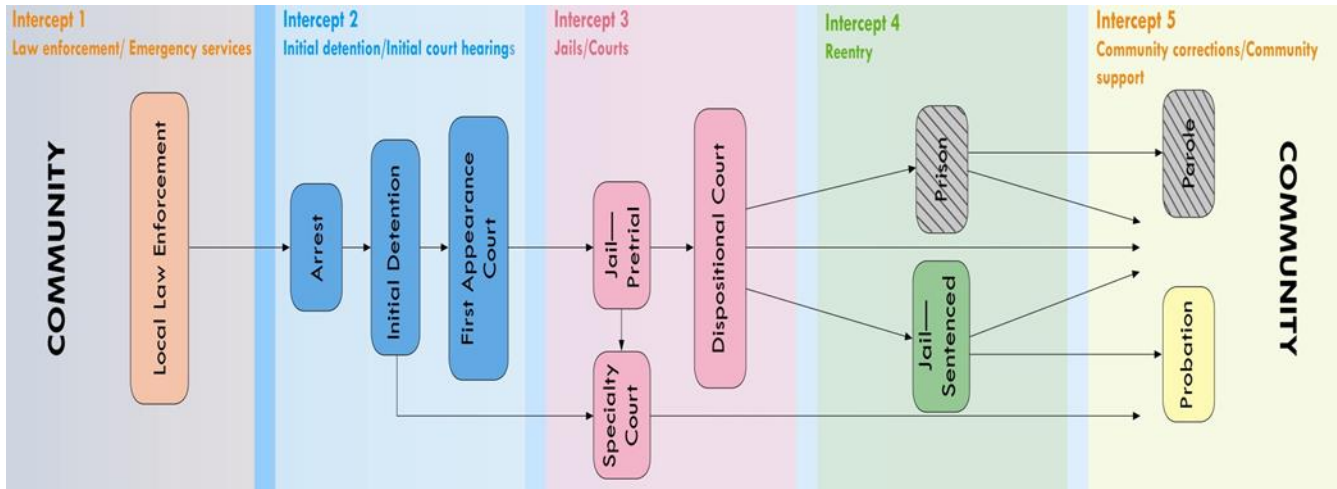 Intercept 1
Law enforcement/ Emergency services
Intercept 2
Initial detention/Initial court hearings
Intercept 3
Jails/Courts
Intercept 4
Reentry
Intercept 5
Community corrections/Community
support
COMMUNITY
Local Law Enforcement
Arrest
Initial Detention
First Appearance
Court
Jail—
Pretrial
Specialty
Court
Dispositional Court
Prison
Jail—
Sentenced
Parole
Probation
COMMUNITY